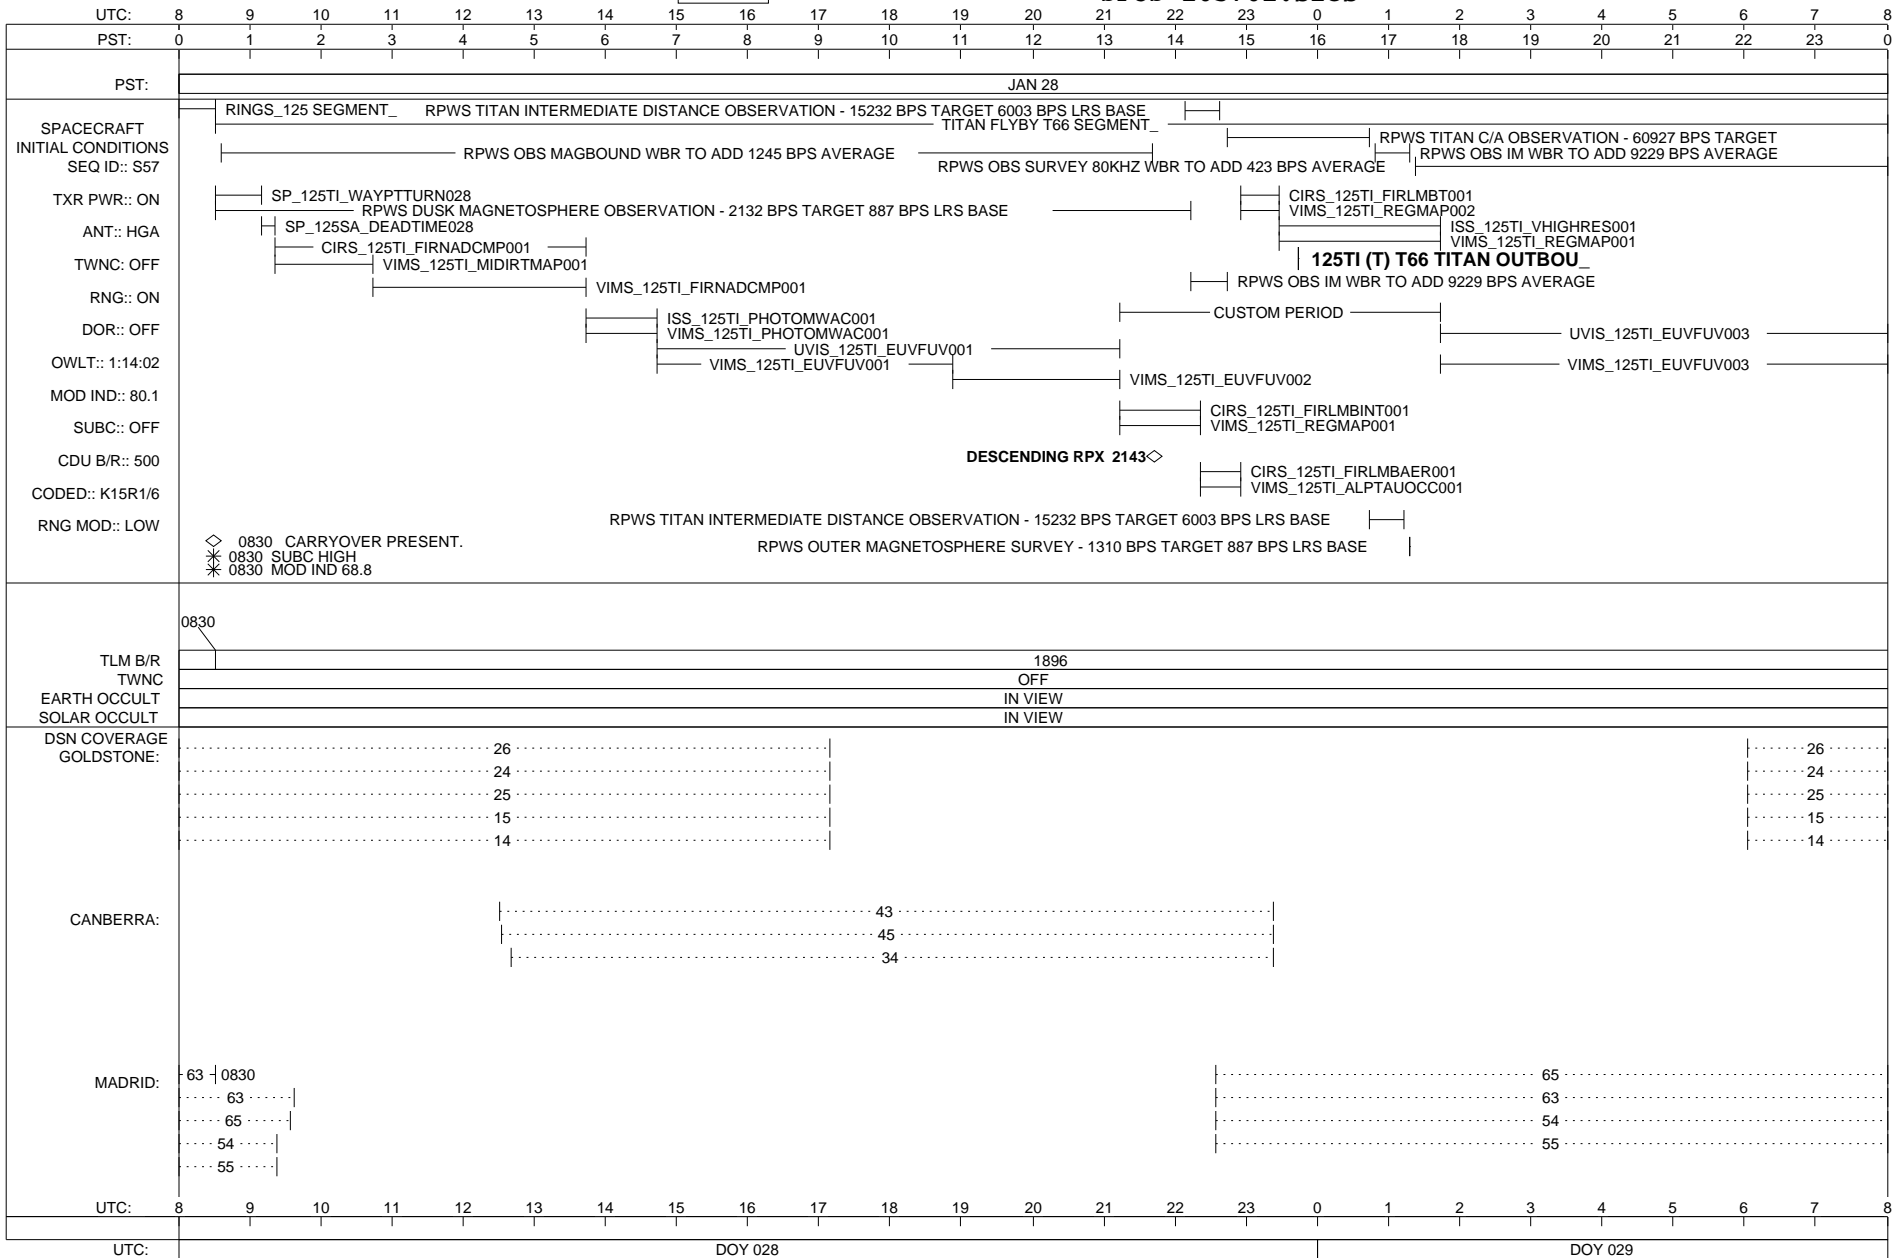 UTC: 8 9 10 11 12 13 14 15 16 17 18 19 20 21 22 23 0 1 2 3 4 5 6 7 8
PST: 0 1 2 3 4 5 6 7 8 9 10 11 12 13 14 15 16 17 18 19 20 21 22 23 0
PST: JAN 28
RINGS_125 SEGMENT_ RPWS TITAN INTERMEDIATE DISTANCE OBSERVATION - 15232 BPS TARGET 6003 BPS LRS BASE
TITAN FLYBY T66 SEGMENT_
SPACECRAFT
INITIAL CONDITIONS
SEQ ID:: S57
RPWS TITAN C/A OBSERVATION - 60927 BPS TARGET
RPWS OBS MAGBOUND WBR TO ADD 1245 BPS AVERAGE
RPWS OBS IM WBR TO ADD 9229 BPS AVERAGE
RPWS OBS SURVEY 80KHZ WBR TO ADD 423 BPS AVERAGE
TXR PWR:: ON
SP_125TI_WAYPTTURN028
CIRS_125TI_FIRLMBT001
RPWS DUSK MAGNETOSPHERE OBSERVATION - 2132 BPS TARGET 887 BPS LRS BASE
VIMS_125TI_REGMAP002
SP_125SA_DEADTIME028
ISS_125TI_VHIGHRES001
ANT:: HGA
CIRS_125TI_FIRNADCMP001
VIMS_125TI_REGMAP001
TWNC: OFF
VIMS_125TI_MIDIRTMAP001
125TI (T) T66 TITAN OUTBOU_
RPWS OBS IM WBR TO ADD 9229 BPS AVERAGE
RNG:: ON
VIMS_125TI_FIRNADCMP001
CUSTOM PERIOD
ISS_125TI_PHOTOMWAC001
DOR:: OFF
VIMS_125TI_PHOTOMWAC001
UVIS_125TI_EUVFUV003
UVIS_125TI_EUVFUV001
OWLT:: 1:14:02
VIMS_125TI_EUVFUV001
VIMS_125TI_EUVFUV003
VIMS_125TI_EUVFUV002
MOD IND:: 80.1
CIRS_125TI_FIRLMBINT001
SUBC:: OFF
VIMS_125TI_REGMAP001
DESCENDING RPX 2143
CDU B/R:: 500
CIRS_125TI_FIRLMBAER001
VIMS_125TI_ALPTAUOCC001
CODED:: K15R1/6
RPWS TITAN INTERMEDIATE DISTANCE OBSERVATION - 15232 BPS TARGET 6003 BPS LRS BASE
RNG MOD:: LOW
0830 CARRYOVER PRESENT.
RPWS OUTER MAGNETOSPHERE SURVEY - 1310 BPS TARGET 887 BPS LRS BASE
0830 SUBC HIGH
0830 MOD IND 68.8
0830
TLM B/R 1896
TWNC OFF
EARTH OCCULT IN VIEW
SOLAR OCCULT IN VIEW
DSN COVERAGE
GOLDSTONE:
26 26
24 24
25 25
15 15
14 14
CANBERRA:
43
45
34
MADRID:
63 0830 65
63 63
65 54
54 55
55
UTC: 8 9 10 11 12 13 14 15 16 17 18 19 20 21 22 23 0 1 2 3 4 5 6 7 8
UTC: DOY 028 DOY 029